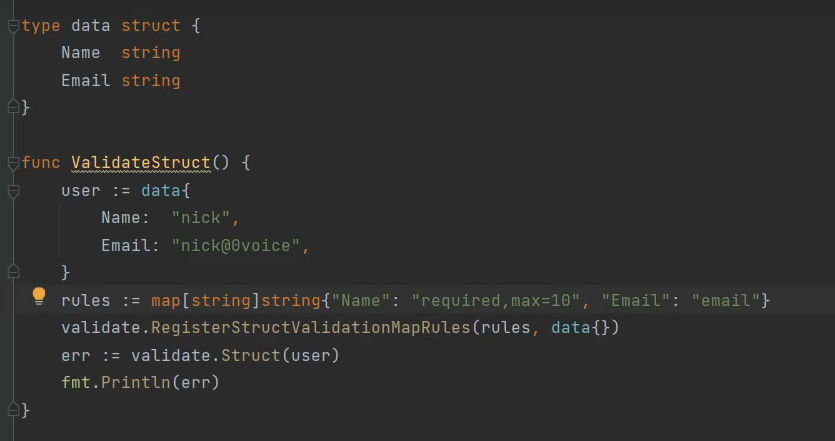 type data struct {
    Name  string
    Email string
}
func ValidateStruct() {
    user := data{
        Name:  "nick",
        Email: "nick@0voice",
    }
    rules := map[string]string{"Name": "required,max=10", "Email": "email"}
    validate.RegisterStructValidationMapRules(rules, data{})
    err := validate.Struct(user)
    fmt.Println(err)
}